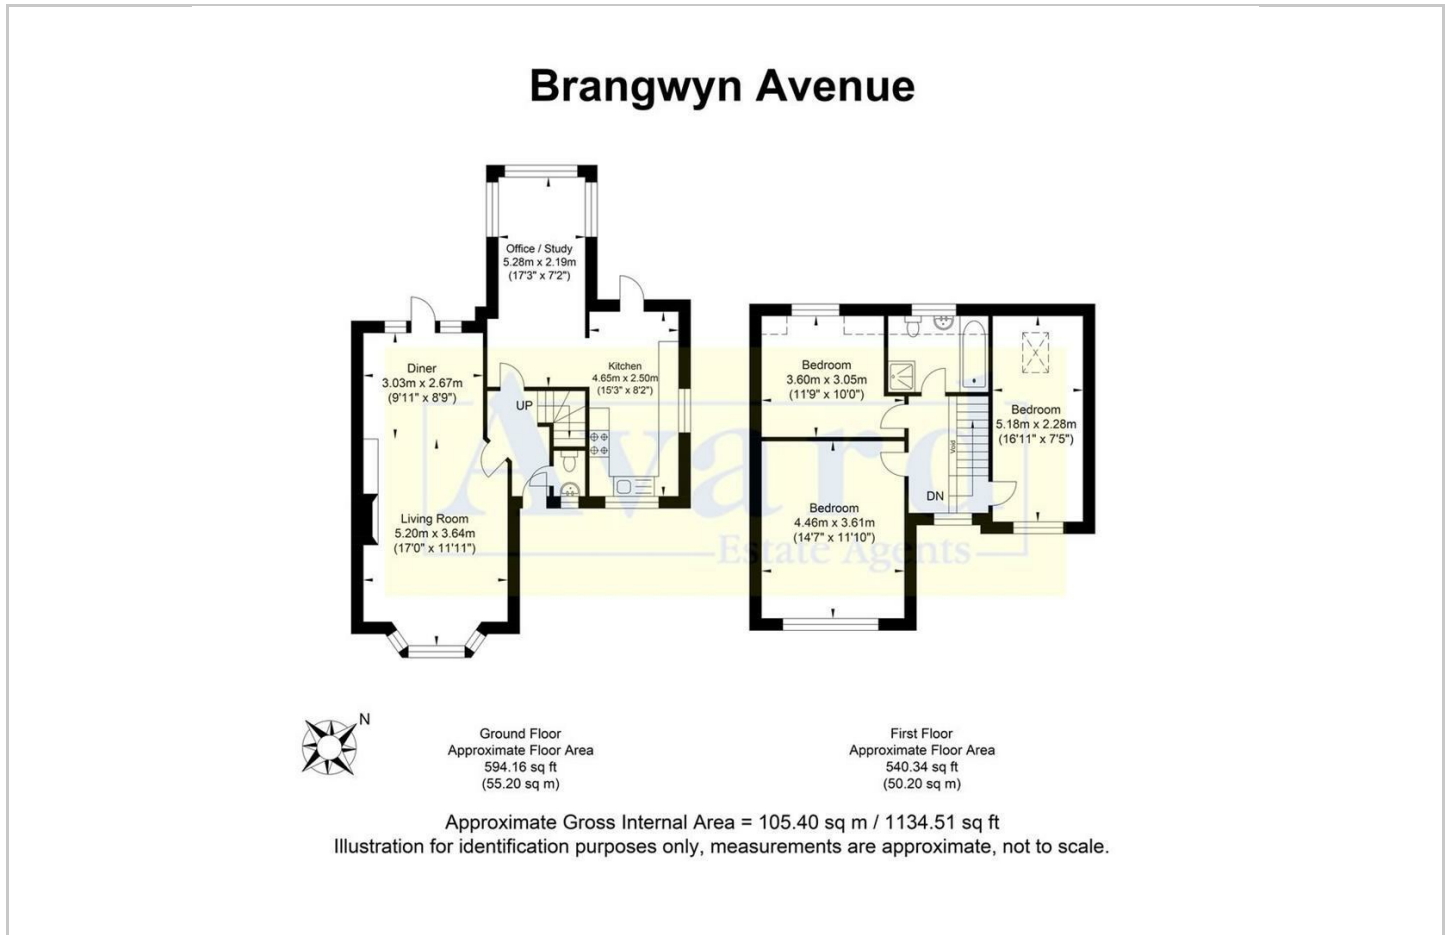 Brangwyn Avenue
Office / Study
5.28m x 2.19m
(17'3" x 7'2")
Diner
3.03m x 2.67m
(9'11" x 8'9")
Kitchen
4.65m x 2.50m
(15'3" x 8'2")
UP
Living Room
5.20m x 3.64m
(17'0" x 11'11")
Bedroom
3.60m x 3.05m
(11'9" x 10'0")
Bedroom
5.18m x 2.28m
(16'11" x 7'5")
Void
DN
Bedroom
4.46m x 3.61m
(14'7" x 11'10")
Avard
Estate Agents
N
Ground Floor
Approximate Floor Area
594.16 sq ft
(55.20 sq m)
First Floor
Approximate Floor Area
540.34 sq ft
(50.20 sq m)
Approximate Gross Internal Area = 105.40 sq m / 1134.51 sq ft
Illustration for identification purposes only, measurements are approximate, not to scale.